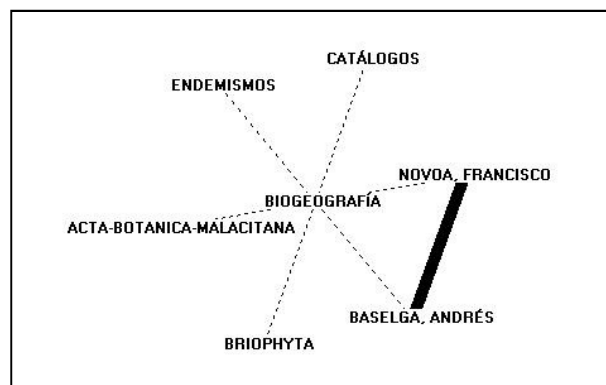 CATÁLOGOS
ENDEMISMOS
NOVOA, FRANCISCO
BIOGEOGRAFÍA
ACTA-BOTANICA-MALACITANA
BASELGA, ANDRÉS
BRIOPHYTA